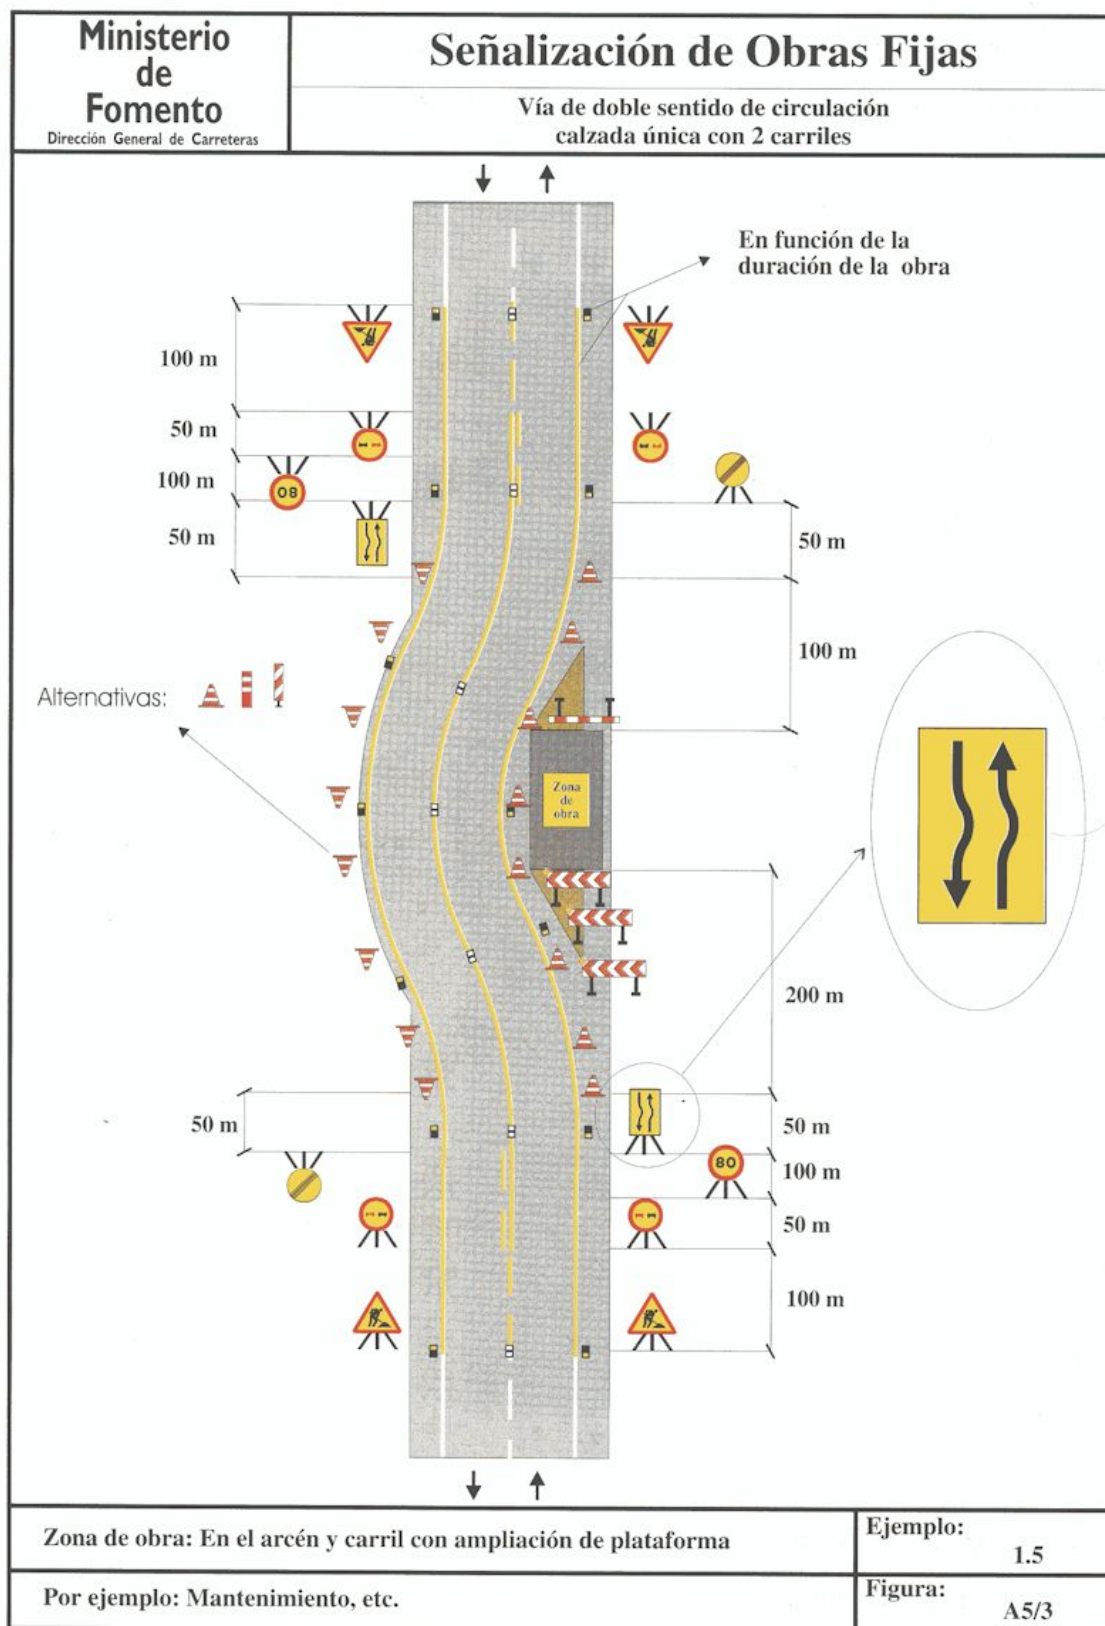 Ministerio
de
Fomento
Dirección General de Carreteras
Señalización de Obras Fijas
Vía de doble sentido de circulación
calzada única con 2 carriles
En función de la
duración de la obra
100 m
50 m
100 m
80
50 m
50 m
100 m
Alternativas:
Zona
de
obra
200 m
50 m
50 m
80
100 m
50 m
100 m
Zona de obra: En el arcén y carril con ampliación de plataforma
Ejemplo:
1.5
Por ejemplo: Mantenimiento, etc.
Figura:
A5/3